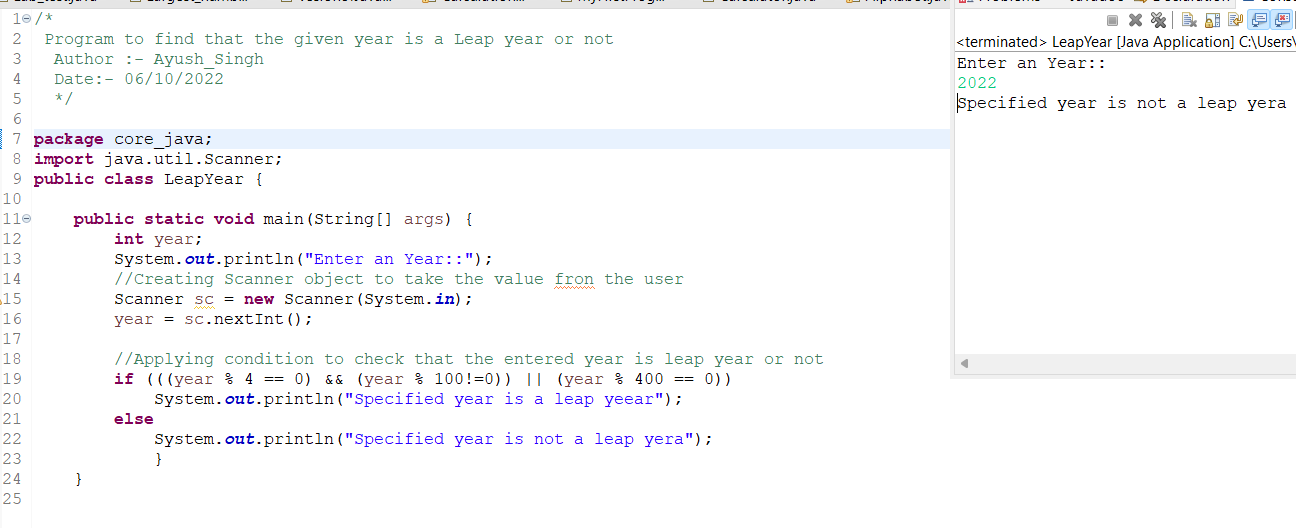 1 /*
2 Program to find that the given year is a Leap year or not
3 Author :- Ayush_Singh
4 Date:- 06/10/2022
5 */
6
7 package core_java;
8 import java.util.Scanner;
9 public class LeapYear {
10
11 public static void main(String[] args) {
12 int year;
13 System.out.println("Enter an Year::");
14 //Creating Scanner object to take the value fron the user
15 Scanner sc = new Scanner(System.in);
16 year = sc.nextInt();
17
18 //Applying condition to check that the entered year is leap year or not
19 if (((year % 4 == 0) && (year % 100!=0)) || (year % 400 == 0))
20 System.out.println("Specified year is a leap yeear");
21 else
22 System.out.println("Specified year is not a leap yera");
23 }
24 }
25
<terminated> LeapYear [Java Application] C:\Users\
Enter an Year::
2022
Specified year is not a leap yera